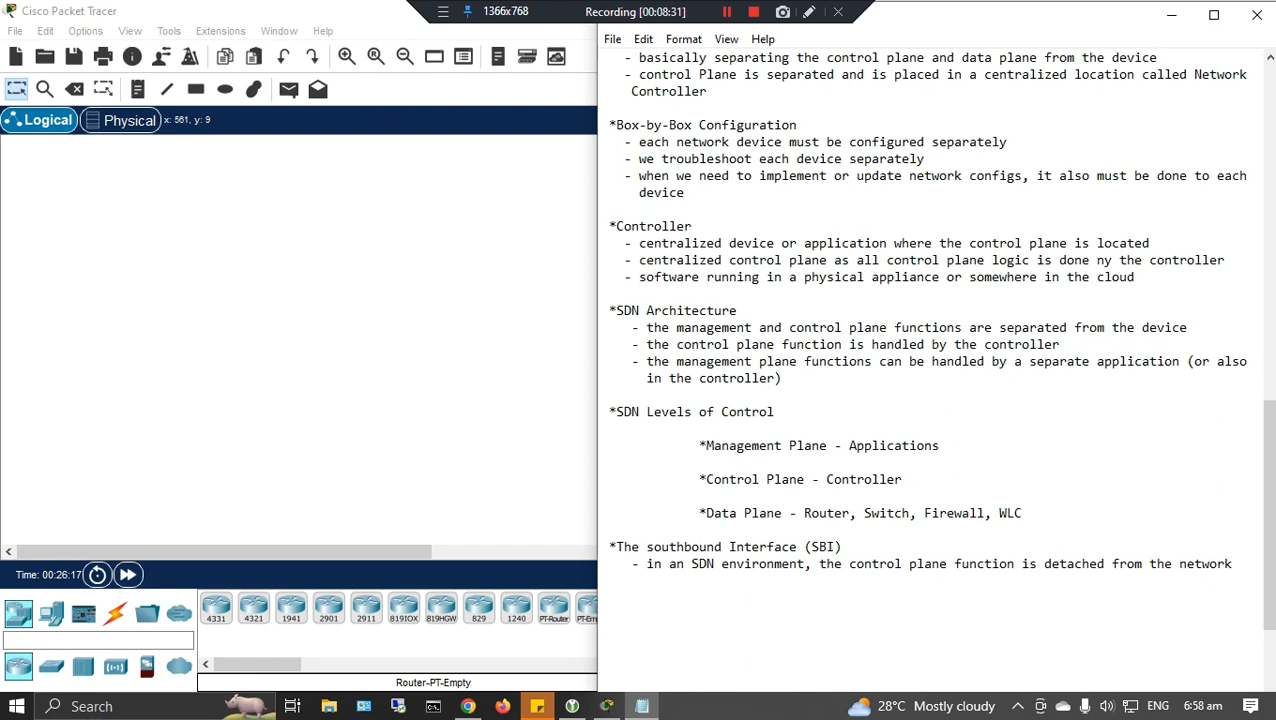 Cisco Packet Tracer
1366x768
Recording [00:08:31]
File Edit Options View Tools Extensions Window Help
File Edit Format View Help
Logical
Physical
x: 561, y: 9
- basically separating the control plane and data plane from the device
- control Plane is separated and is placed in a centralized location called Network
Controller
*Box-by-Box Configuration
- each network device must be configured separately
- we troubleshoot each device separately
- when we need to implement or update network configs, it also must be done to each
device
*Controller
- centralized device or application where the control plane is located
- centralized control plane as all control plane logic is done ny the controller
- software running in a physical appliance or somewhere in the cloud
*SDN Architecture
- the management and control plane functions are separated from the device
- the control plane function is handled by the controller
- the management plane functions can be handled by a separate application (or also
in the controller)
*SDN Levels of Control
*Management Plane - Applications
*Control Plane - Controller
*Data Plane - Router, Switch, Firewall, WLC
*The southbound Interface (SBI)
- in an SDN environment, the control plane function is detached from the network
Time: 00:26:17
4331 4321 1941 2901 2911 819IOX 819HGW 829 1240 PT-Router PT-Em
Router-PT-Empty
Search
28°C Mostly cloudy
ENG
6:58 am